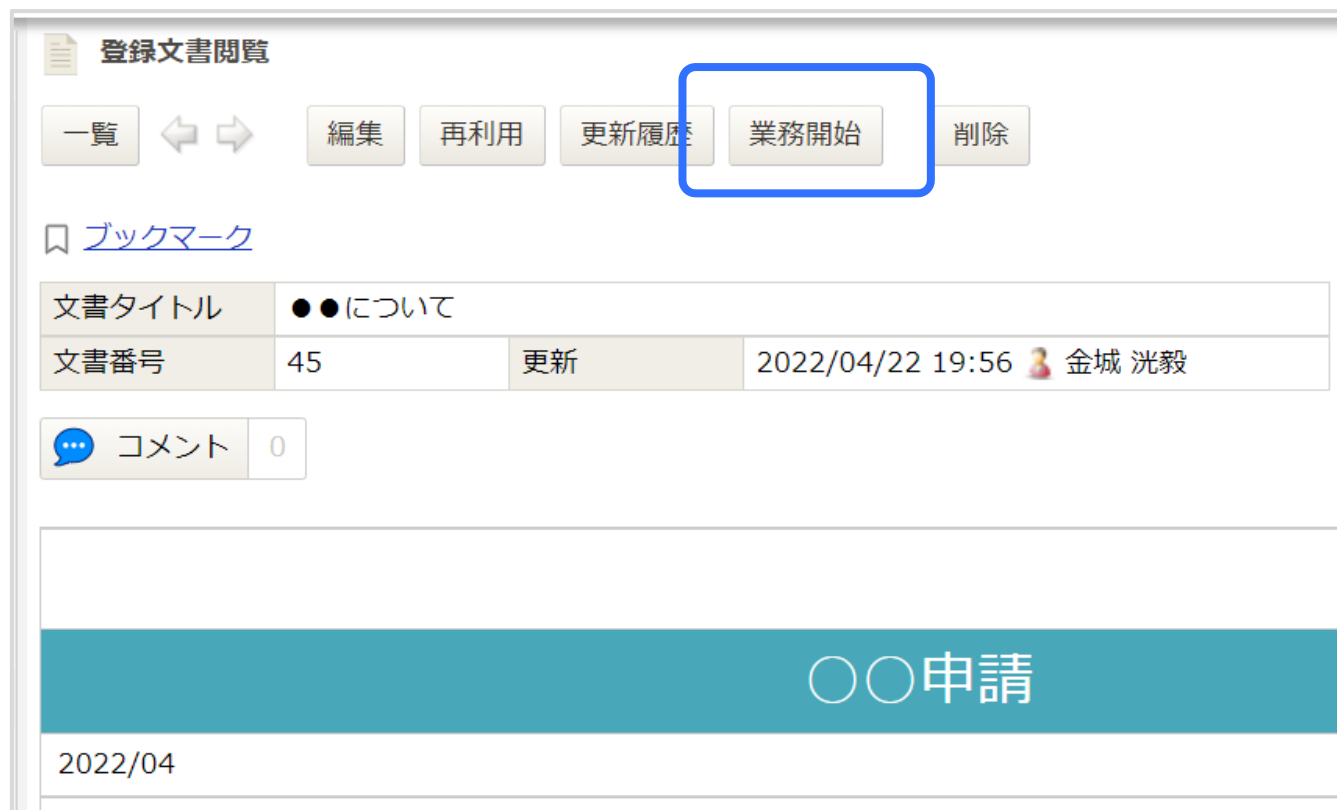 登録文書閲覧
一覧 編集 再利用 更新履歴 業務開始 削除
ブックマーク
文書タイトル ●●について
文書番号 45 更新 2022/04/22 19:56 金城 洸毅
コメント 0
○○申請
2022/04